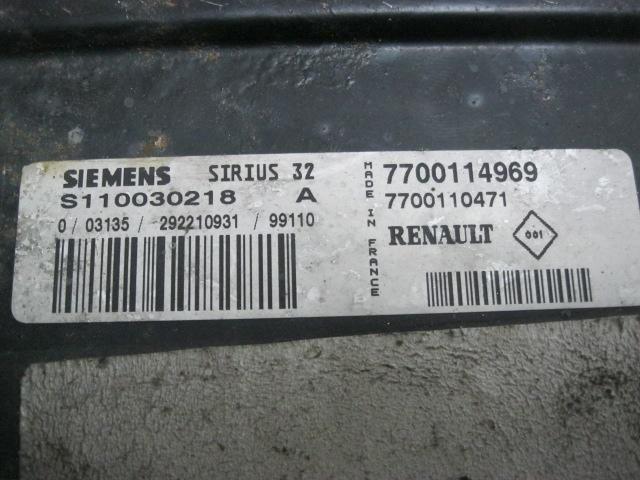 SIEMENS SIRIUS 32
S110030218 A
0 / 03135 / 292210931 / 99110
MADE IN FRANCE
7700114969
7700110471
RENAULT 001